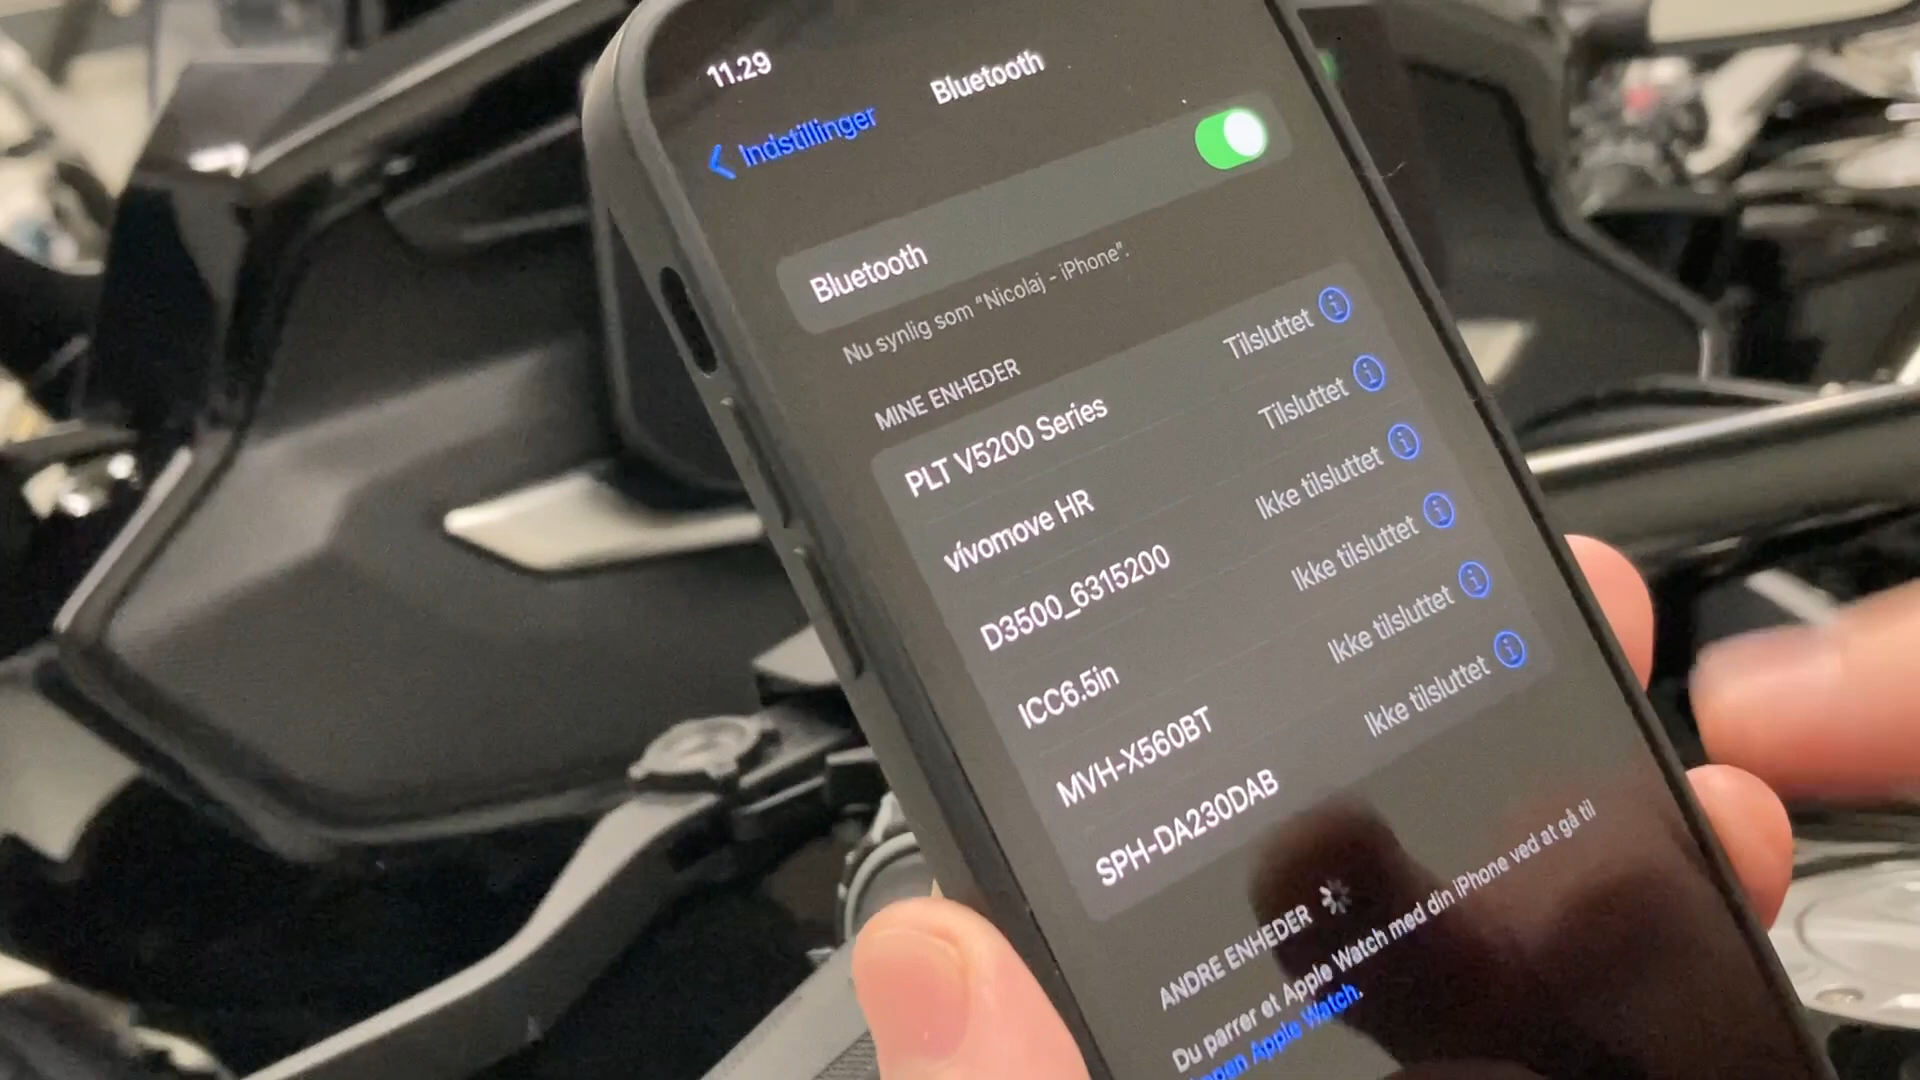 11.29
Indstillinger
Bluetooth
Bluetooth
Nu synlig som "Nicolaj - iPhone".
MINE ENHEDER
PLT V5200 Series Tilsluttet
vívomove HR Tilsluttet
D3500_6315200 Ikke tilsluttet
ICC6.5in Ikke tilsluttet
MVH-X560BT Ikke tilsluttet
SPH-DA230DAB Ikke tilsluttet
ANDRE ENHEDER
Du parrer et Apple Watch med din iPhone ved at gå til
Apple Watch.